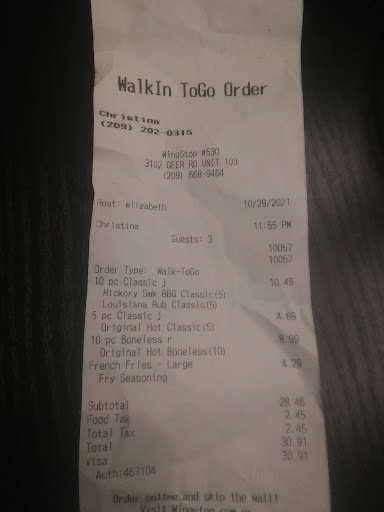 WalkIn ToGo Order
Christina
(209) 202-0315
WingStop #530
3102 GEER RD UNIT 103
(209) 668-9464
Host: elizabeth 10/29/2021
Christina 11:55 PM
Guests: 3
10057
10057
Order Type: Walk-ToGo
10 pc Classic j 10.49
Hickory Smk BBQ Classic(5)
Louisiana Rub Classic(5)
5 pc Classic j 4.69
Original Hot Classic(5)
10 pc Boneless r 8.99
Original Hot Boneless(10)
French Fries - Large 4.29
Fry Seasoning
Subtotal 28.46
Food Tax 2.45
Total Tax 2.45
Total 30.91
Visa 30.91
Auth:467104
Order online and skip the wait!
Visit Wingstop.com